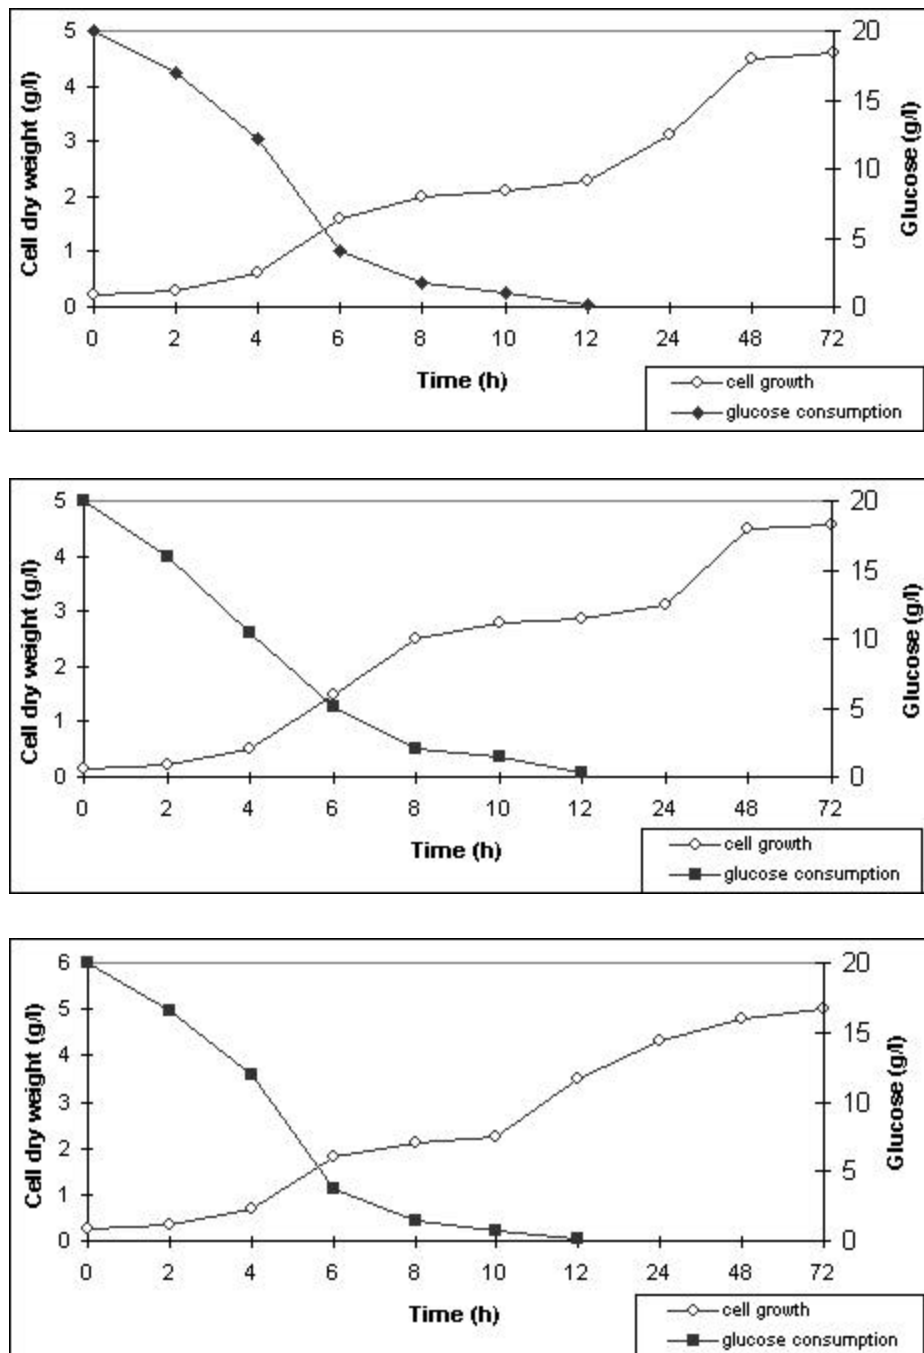 5
4
3
2
1
0
Cell dry weight (g/l)
20
15
10
5
0
Glucose (g/l)
0 2 4 6 8 10 12 24 48 72
Time (h)
cell growth
glucose consumption
5
4
3
2
1
0
Cell dry weight (g/l)
20
15
10
5
0
Glucose (g/l)
0 2 4 6 8 10 12 24 48 72
Time (h)
cell growth
glucose consumption
6
5
4
3
2
1
0
Cell dry weight (g/l)
20
15
10
5
0
Glucose (g/l)
0 2 4 6 8 10 12 24 48 72
Time (h)
cell growth
glucose consumption